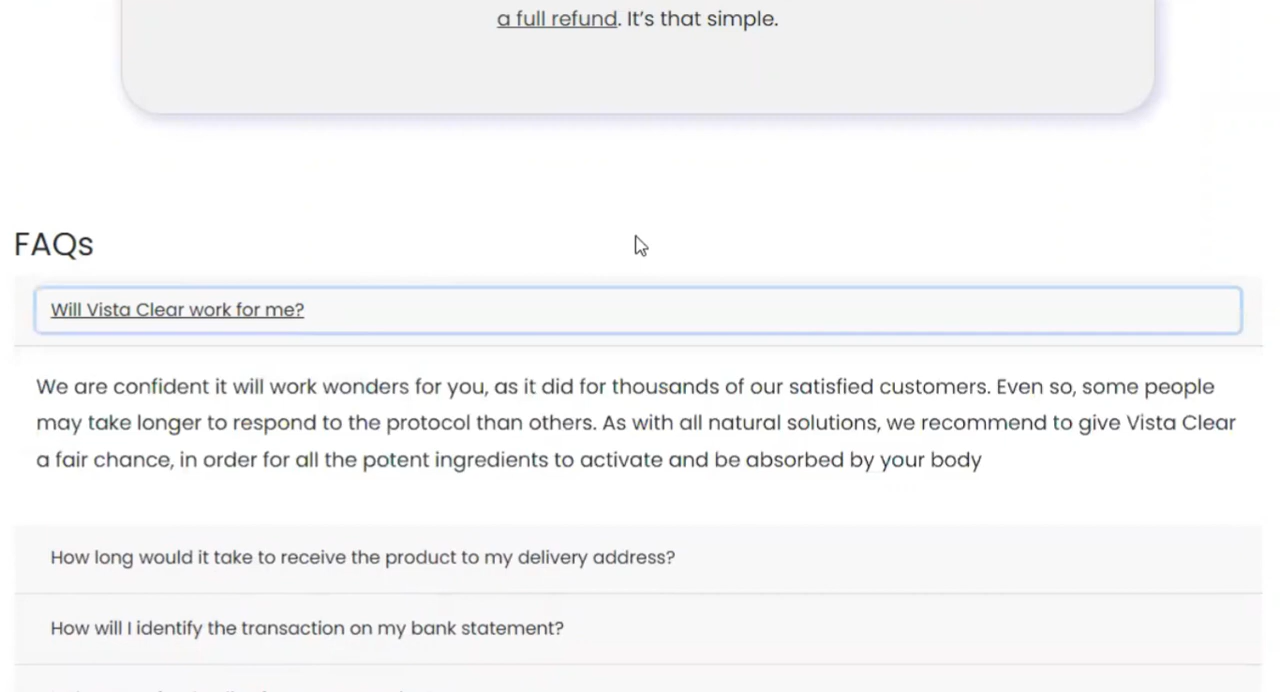 a full refund. It's that simple.
FAQs
Will Vista Clear work for me?
We are confident it will work wonders for you, as it did for thousands of our satisfied customers. Even so, some people
may take longer to respond to the protocol than others. As with all natural solutions, we recommend to give Vista Clear
a fair chance, in order for all the potent ingredients to activate and be absorbed by your body
How long would it take to receive the product to my delivery address?
How will I identify the transaction on my bank statement?